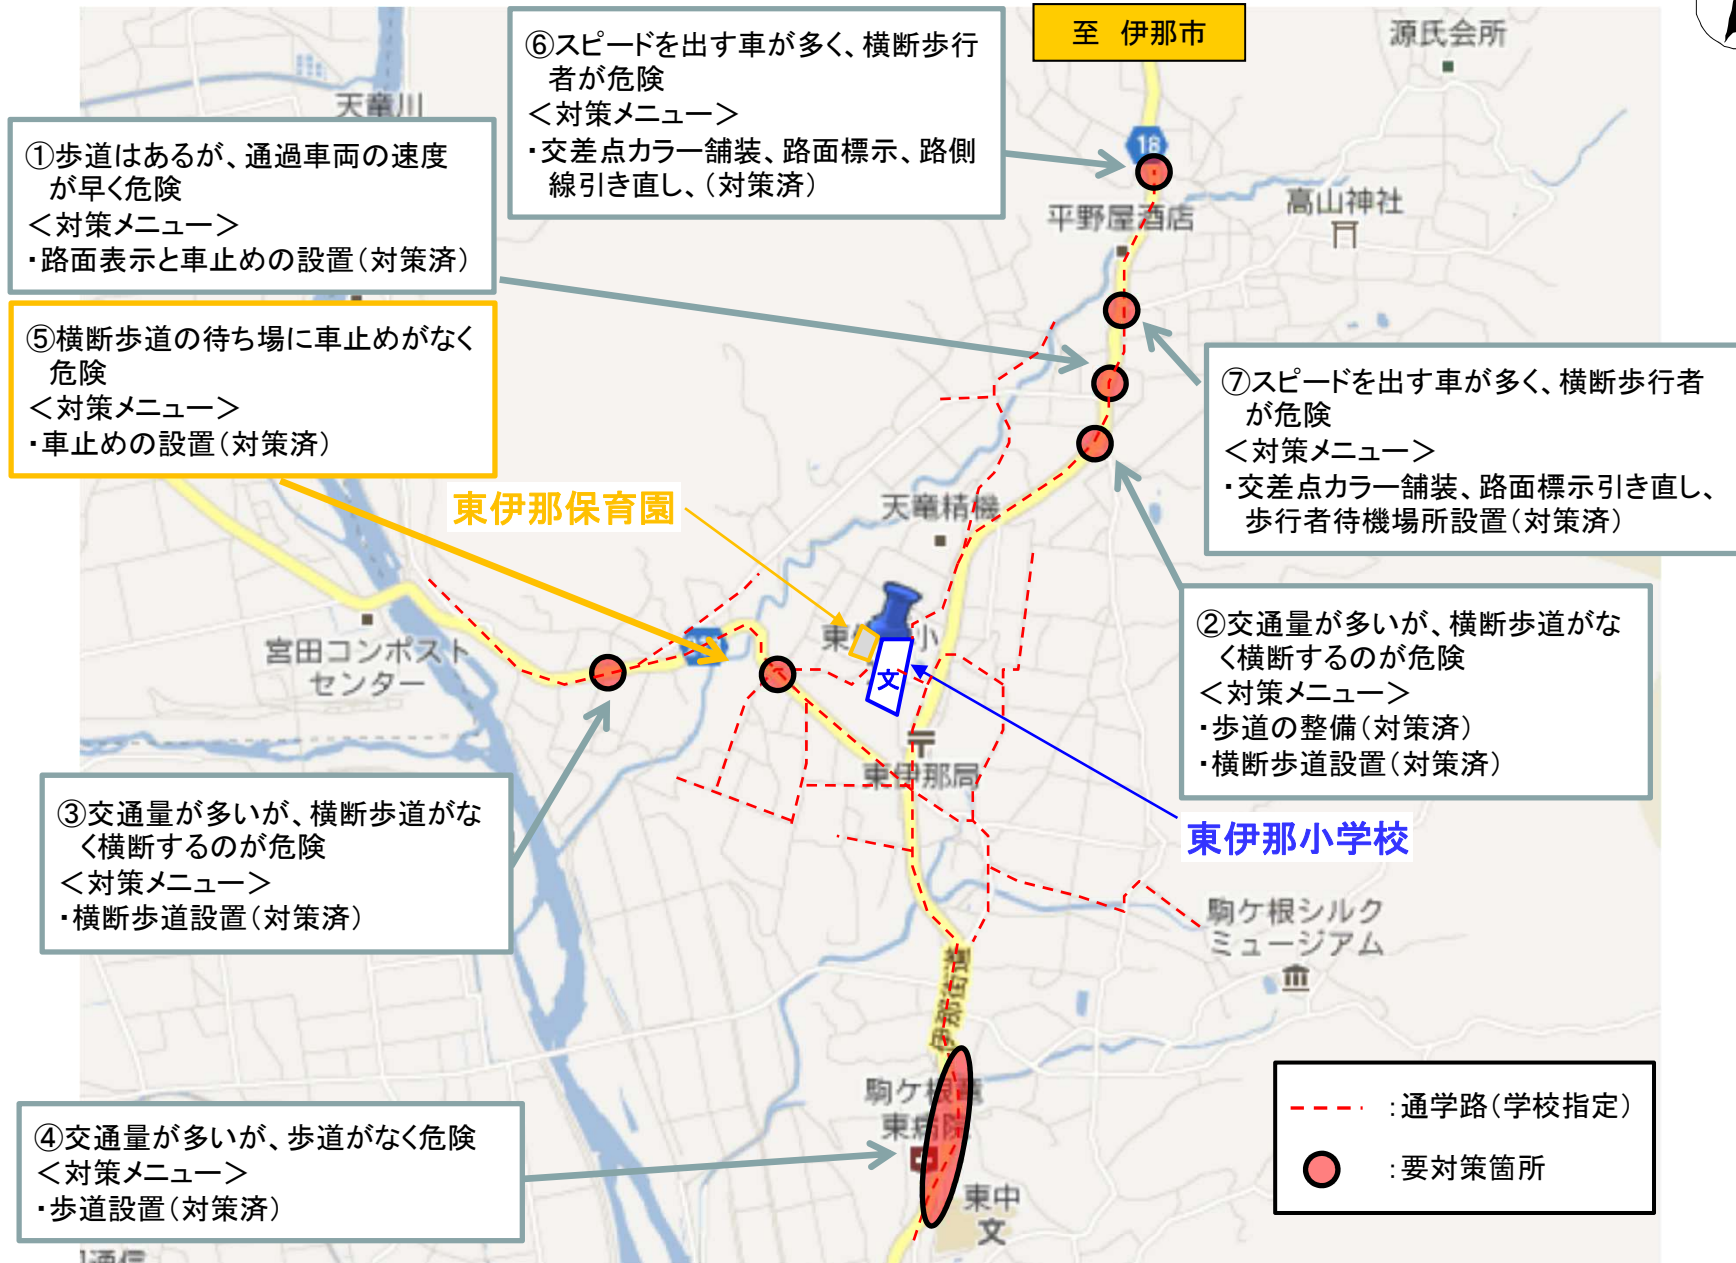 至 伊那市
源氏会所
天竜川
⑥スピードを出す車が多く、横断歩行
者が危険
＜対策メニュー＞
・交差点カラー舗装、路面標示、路側
線引き直し、（対策済）
①歩道はあるが、通過車両の速度
が早く危険
＜対策メニュー＞
・路面表示と車止めの設置（対策済）
18
平野屋酒店
高山神社
⑤横断歩道の待ち場に車止めがなく
危険
＜対策メニュー＞
・車止めの設置（対策済）
⑦スピードを出す車が多く、横断歩行者
が危険
＜対策メニュー＞
・交差点カラー舗装、路面標示引き直し、
歩行者待機場所設置（対策済）
東伊那保育園
天竜精機
②交通量が多いが、横断歩道がな
く横断するのが危険
＜対策メニュー＞
・歩道の整備（対策済）
・横断歩道設置（対策済）
宮田コンポスト
センター
東 小
文
〒
東伊那局
③交通量が多いが、横断歩道がな
く横断するのが危険
＜対策メニュー＞
・横断歩道設置（対策済）
東伊那小学校
駒ケ根シルク
ミュージアム
伊那街道
駒ケ根竜
東病院
④交通量が多いが、歩道がなく危険
＜対策メニュー＞
・歩道設置（対策済）
東中
文
：通学路（学校指定）
：要対策箇所